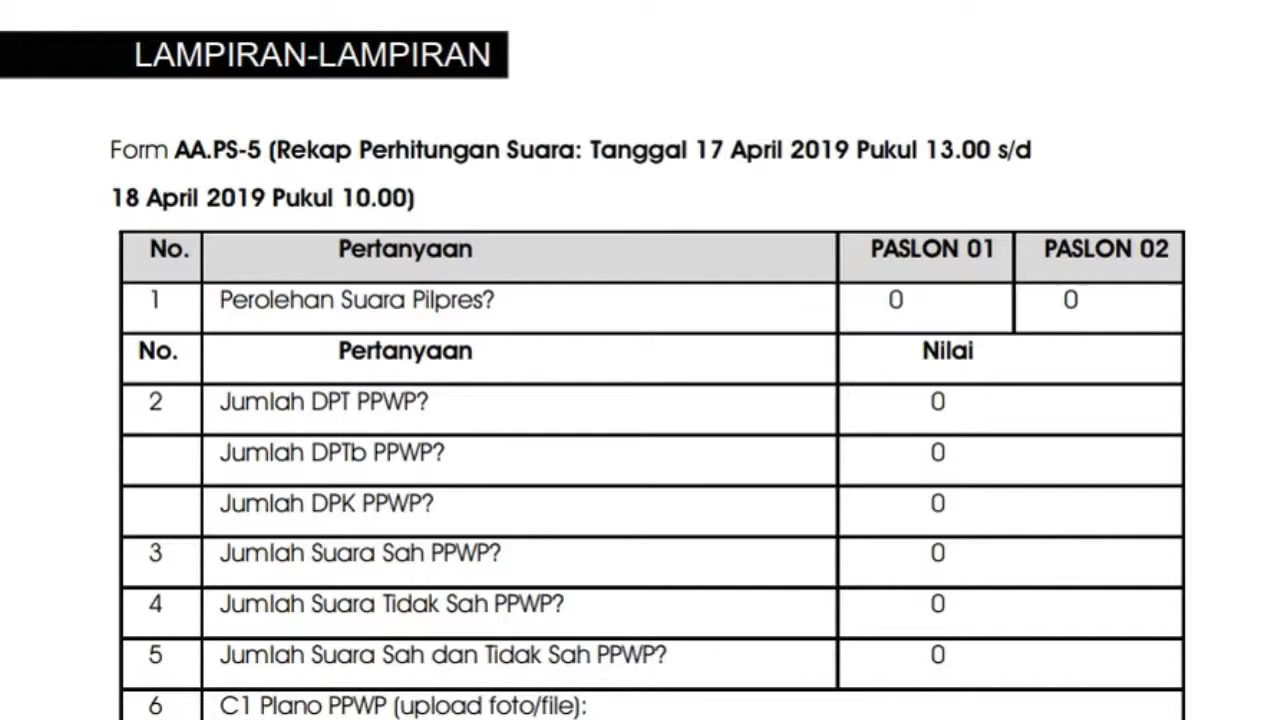 LAMPIRAN-LAMPIRAN
Form AA.PS-5 (Rekap Perhitungan Suara: Tanggal 17 April 2019 Pukul 13.00 s/d
18 April 2019 Pukul 10.00)
No. Pertanyaan PASLON 01 PASLON 02
1 Perolehan Suara Pilpres? 0 0
No. Pertanyaan Nilai
2 Jumlah DPT PPWP? 0
Jumlah DPTb PPWP? 0
Jumlah DPK PPWP? 0
3 Jumlah Suara Sah PPWP? 0
4 Jumlah Suara Tidak Sah PPWP? 0
5 Jumlah Suara Sah dan Tidak Sah PPWP? 0
6 C1 Plano PPWP (upload foto/file):